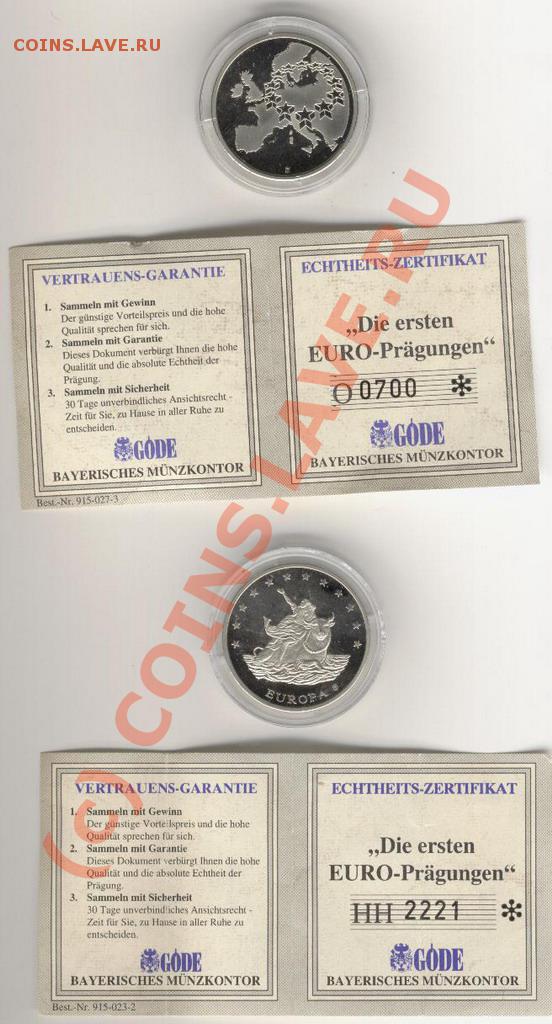 COINS.LAVE.RU
VERTRAUENS-GARANTIE
1. Sammeln mit Gewinn
Der günstige Vorteilspreis und die hohe
Qualität sprechen für sich.
2. Sammeln mit Garantie
Dieses Dokument verbürgt Ihnen die hohe
Qualität und die absolute Echtheit der
Prägung.
3. Sammeln mit Sicherheit
30 Tage unverbindliches Ansichtsrecht -
Zeit für Sie, zu Hause in aller Ruhe zu
entscheiden.
GÖDE
BAYERISCHES MÜNZKONTOR
Best.-Nr. 915-027-3
ECHTHEITS-ZERTIFIKAT
„Die ersten
EURO-Prägungen“
O 0700 *
GÖDE
BAYERISCHES MÜNZKONTOR
(c) COINS.LAVE.РУ
EUROPA
VERTRAUENS-GARANTIE
1. Sammeln mit Gewinn
Der günstige Vorteilspreis und die hohe
Qualität sprechen für sich.
2. Sammeln mit Garantie
Dieses Dokument verbürgt Ihnen die hohe
Qualität und die absolute Echtheit der
Prägung.
3. Sammeln mit Sicherheit
30 Tage unverbindliches Ansichtsrecht -
Zeit für Sie, zu Hause in aller Ruhe zu
entscheiden.
GÖDE
BAYERISCHES MÜNZKONTOR
Best.-Nr. 915-023-2
ECHTHEITS-ZERTIFIKAT
„Die ersten
EURO-Prägungen“
HH 2221 *
GÖDE
BAYERISCHES MÜNZKONTOR